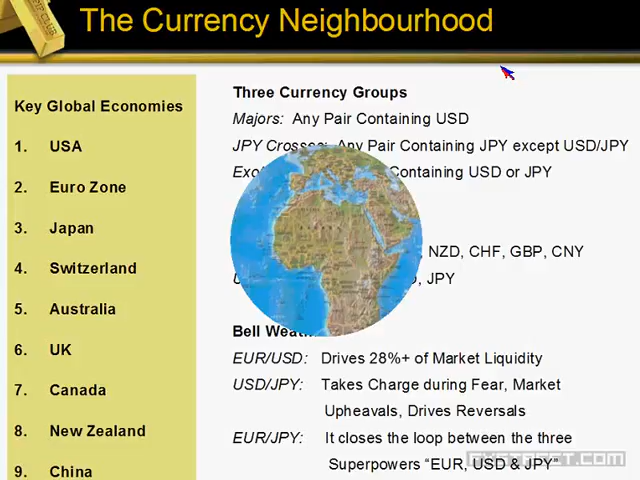 The Currency Neighbourhood
Key Global Economies
1. USA
2. Euro Zone
3. Japan
4. Switzerland
5. Australia
6. UK
7. Canada
8. New Zealand
9. China
Three Currency Groups
Majors: Any Pair Containing USD
JPY Crosses: Any Pair Containing JPY except USD/JPY
Containing USD or JPY
NZD, CHF, GBP, CNY
JPY
Bell
EUR/USD: Drives 28%+ of Market Liquidity
USD/JPY: Takes Charge during Fear, Market
Upheavals, Drives Reversals
EUR/JPY: It closes the loop between the three
Superpowers “EUR, USD & JPY”